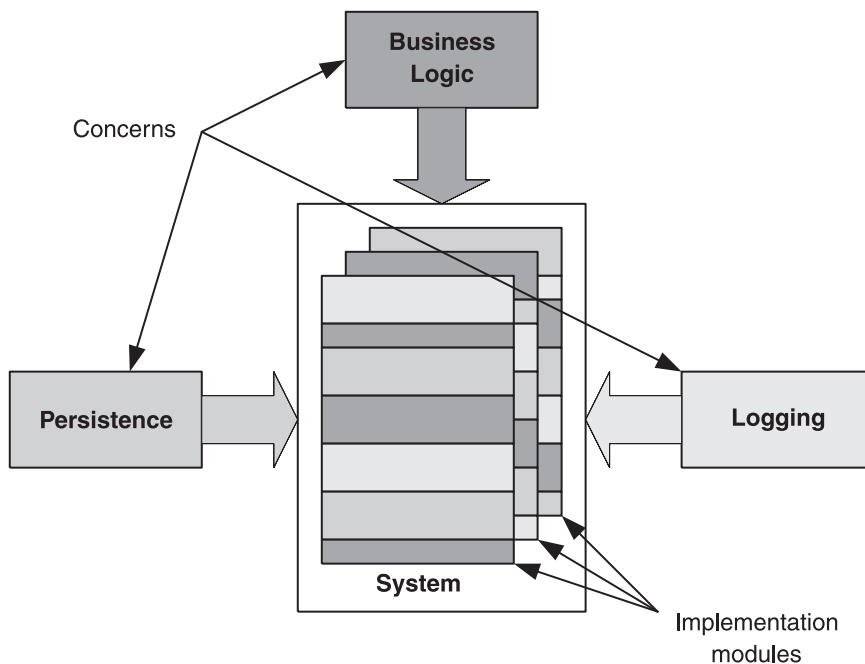 Business
Logic
Concerns
Persistence
Logging
System
Implementation
modules